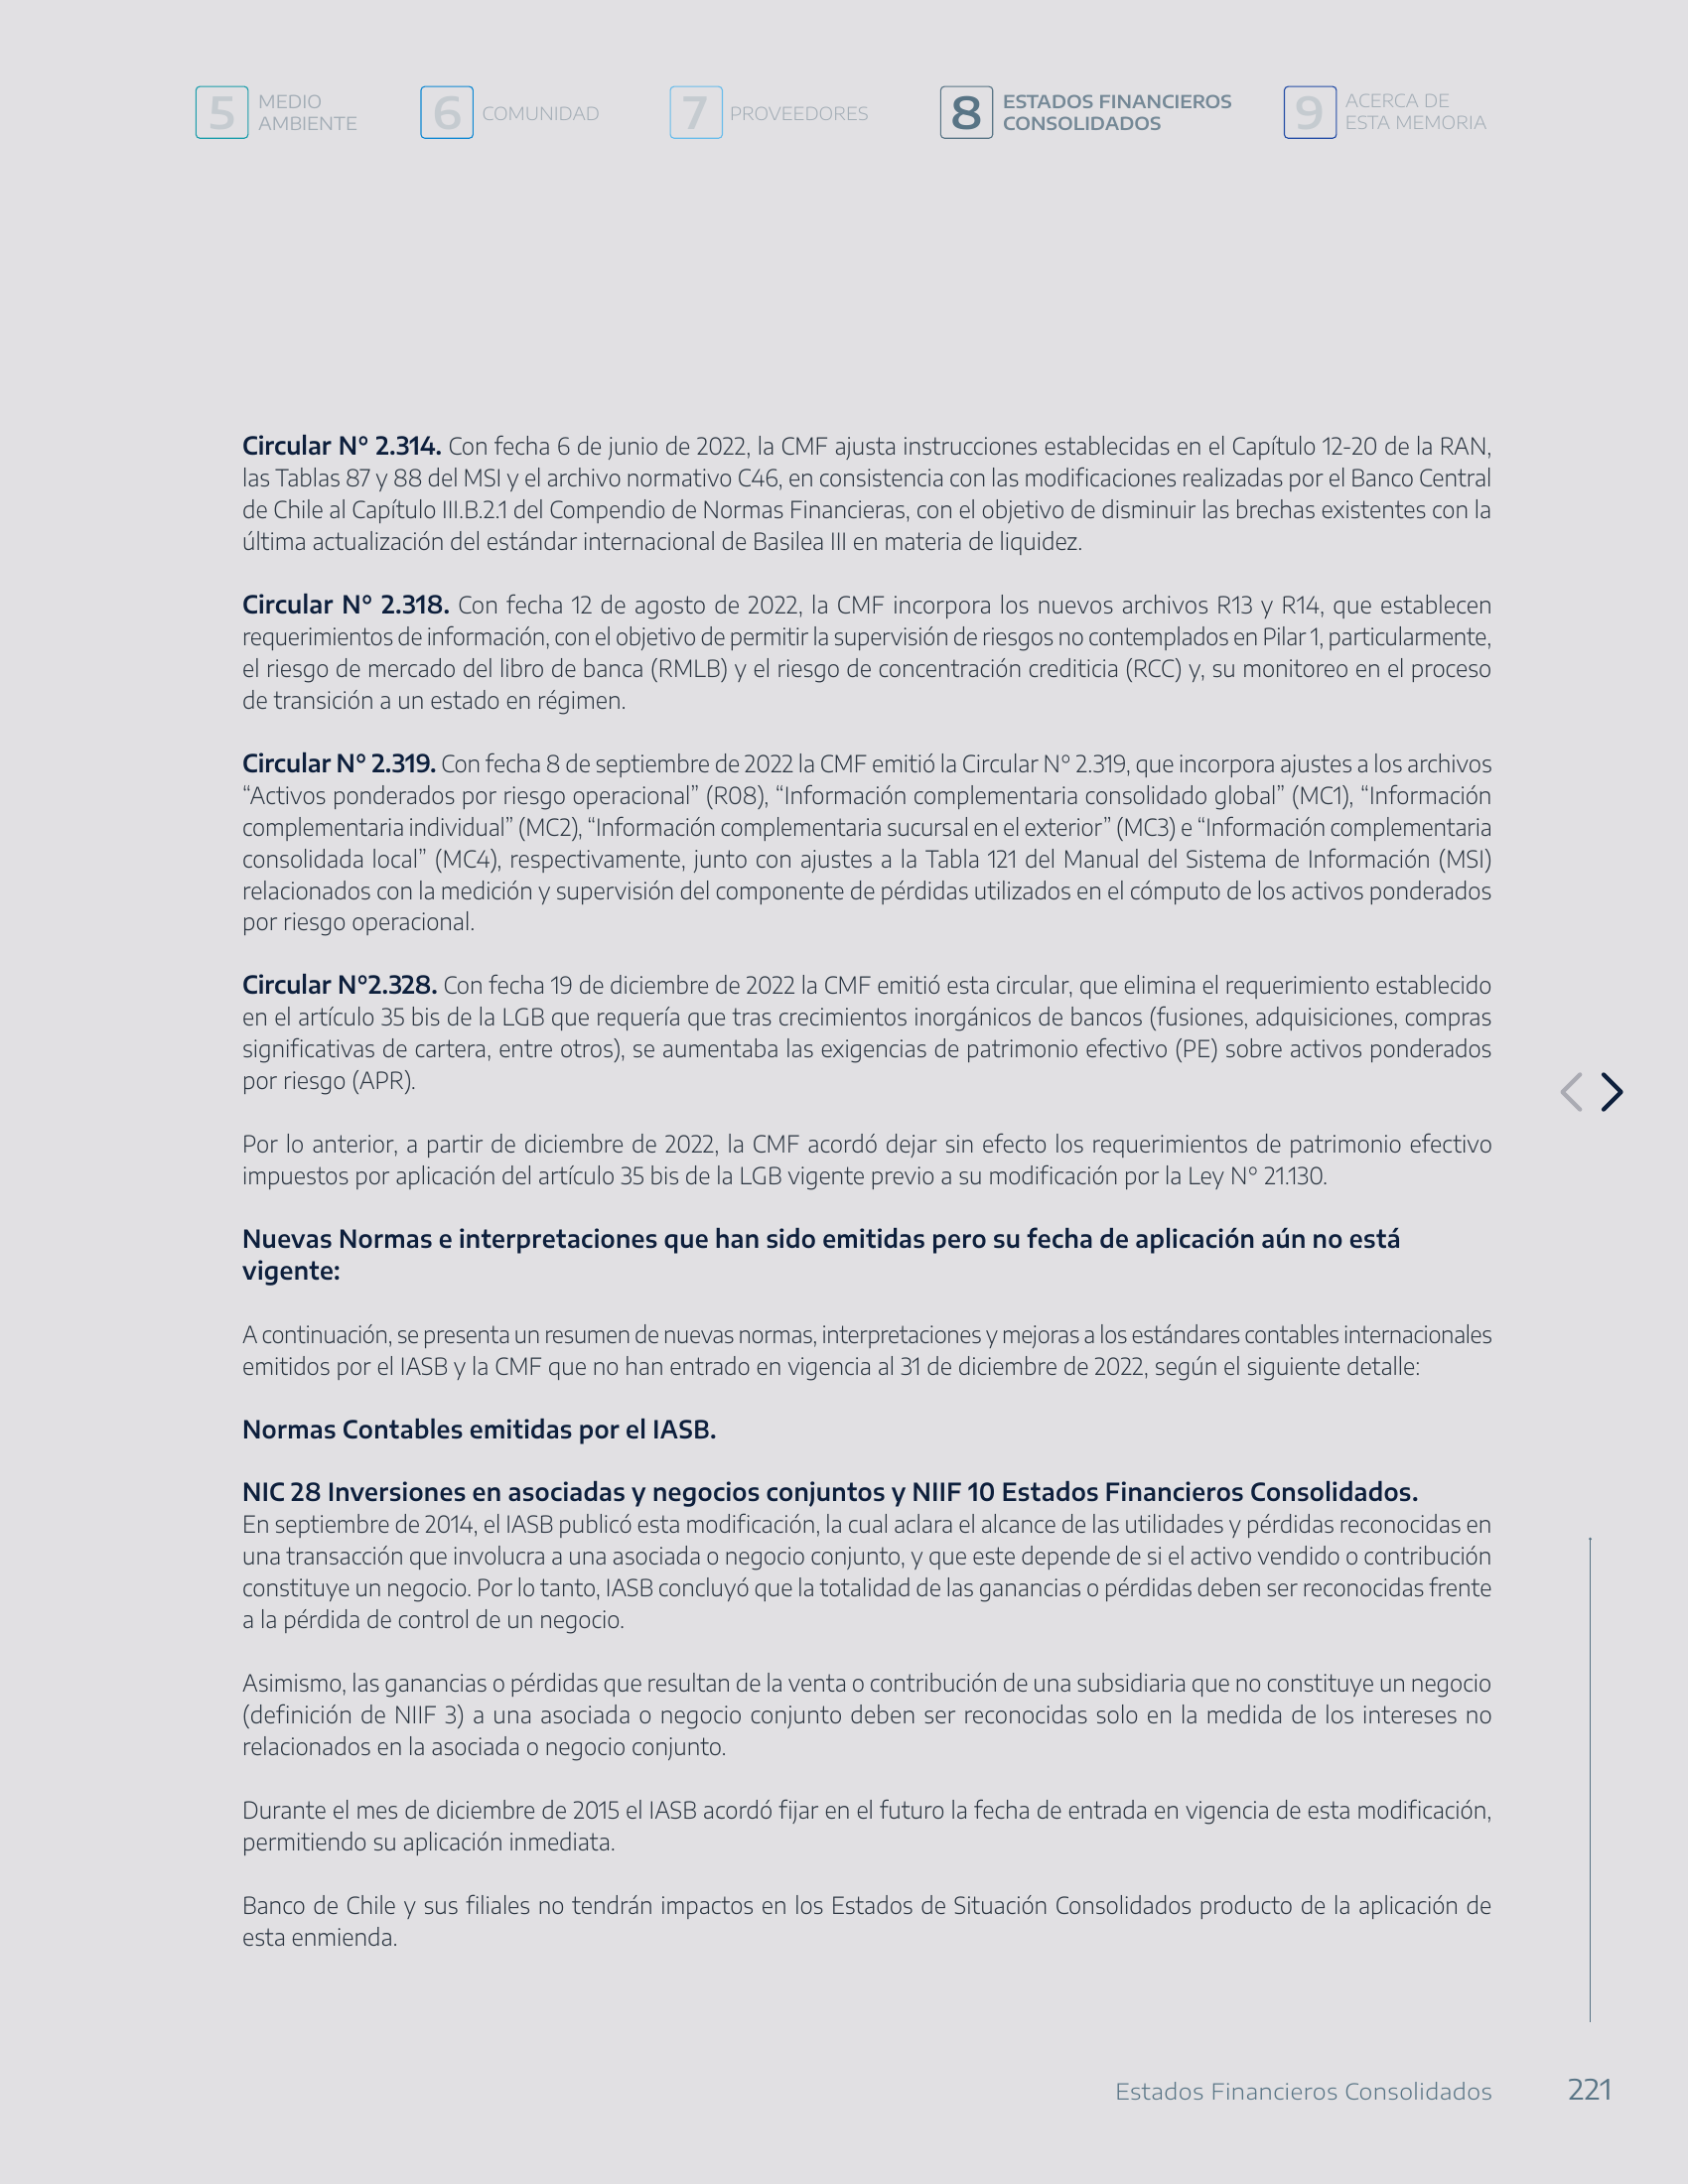 5 MEDIO
AMBIENTE
6 COMUNIDAD
7 PROVEEDORES
8 ESTADOS FINANCIEROS
CONSOLIDADOS
9 ACERCA DE
ESTA MEMORIA
Circular N° 2.314. Con fecha 6 de junio de 2022, la CMF ajusta instrucciones establecidas en el Capítulo 12-20 de la RAN,
las Tablas 87 y 88 del MSI y el archivo normativo C46, en consistencia con las modificaciones realizadas por el Banco Central
de Chile al Capítulo III.B.2.1 del Compendio de Normas Financieras, con el objetivo de disminuir las brechas existentes con la
última actualización del estándar internacional de Basilea III en materia de liquidez.
Circular N° 2.318. Con fecha 12 de agosto de 2022, la CMF incorpora los nuevos archivos R13 y R14, que establecen
requerimientos de información, con el objetivo de permitir la supervisión de riesgos no contemplados en Pilar 1, particularmente,
el riesgo de mercado del libro de banca (RMLB) y el riesgo de concentración crediticia (RCC) y, su monitoreo en el proceso
de transición a un estado en régimen.
Circular N° 2.319. Con fecha 8 de septiembre de 2022 la CMF emitió la Circular N° 2.319, que incorpora ajustes a los archivos
“Activos ponderados por riesgo operacional” (R08), “Información complementaria consolidado global” (MC1), “Información
complementaria individual” (MC2), “Información complementaria sucursal en el exterior” (MC3) e “Información complementaria
consolidada local” (MC4), respectivamente, junto con ajustes a la Tabla 121 del Manual del Sistema de Información (MSI)
relacionados con la medición y supervisión del componente de pérdidas utilizados en el cómputo de los activos ponderados
por riesgo operacional.
Circular N°2.328. Con fecha 19 de diciembre de 2022 la CMF emitió esta circular, que elimina el requerimiento establecido
en el artículo 35 bis de la LGB que requería que tras crecimientos inorgánicos de bancos (fusiones, adquisiciones, compras
significativas de cartera, entre otros), se aumentaba las exigencias de patrimonio efectivo (PE) sobre activos ponderados
por riesgo (APR).
Por lo anterior, a partir de diciembre de 2022, la CMF acordó dejar sin efecto los requerimientos de patrimonio efectivo
impuestos por aplicación del artículo 35 bis de la LGB vigente previo a su modificación por la Ley N° 21.130.
Nuevas Normas e interpretaciones que han sido emitidas pero su fecha de aplicación aún no está
vigente:
A continuación, se presenta un resumen de nuevas normas, interpretaciones y mejoras a los estándares contables internacionales
emitidos por el IASB y la CMF que no han entrado en vigencia al 31 de diciembre de 2022, según el siguiente detalle:
Normas Contables emitidas por el IASB.
NIC 28 Inversiones en asociadas y negocios conjuntos y NIIF 10 Estados Financieros Consolidados.
En septiembre de 2014, el IASB publicó esta modificación, la cual aclara el alcance de las utilidades y pérdidas reconocidas en
una transacción que involucra a una asociada o negocio conjunto, y que este depende de si el activo vendido o contribución
constituye un negocio. Por lo tanto, IASB concluyó que la totalidad de las ganancias o pérdidas deben ser reconocidas frente
a la pérdida de control de un negocio.
Asimismo, las ganancias o pérdidas que resultan de la venta o contribución de una subsidiaria que no constituye un negocio
(definición de NIIF 3) a una asociada o negocio conjunto deben ser reconocidas solo en la medida de los intereses no
relacionados en la asociada o negocio conjunto.
Durante el mes de diciembre de 2015 el IASB acordó fijar en el futuro la fecha de entrada en vigencia de esta modificación,
permitiendo su aplicación inmediata.
Banco de Chile y sus filiales no tendrán impactos en los Estados de Situación Consolidados producto de la aplicación de
esta enmienda.
Estados Financieros Consolidados 221